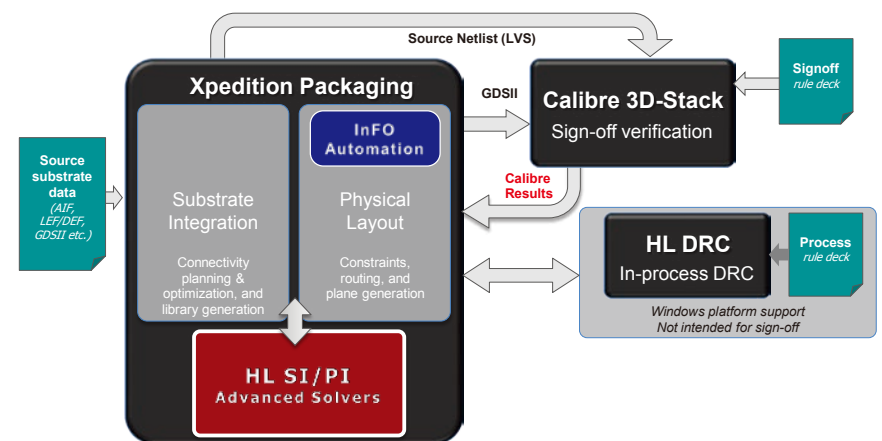 Source Netlist (LVS)
Xpedition Packaging
GDSII
Calibre 3D-Stack
Sign-off verification
Signoff
rule deck
InFO
Automation
Source
substrate
data
(AIF,
LEF/DEF,
GDSII etc.)
Substrate
Integration
Connectivity
planning &
optimization, and
library generation
Physical
Layout
Constraints,
routing, and
plane generation
Calibre
Results
HL DRC
In-process DRC
Process
rule deck
Windows platform support
Not intended for sign-off
HL SI/PI
Advanced Solvers